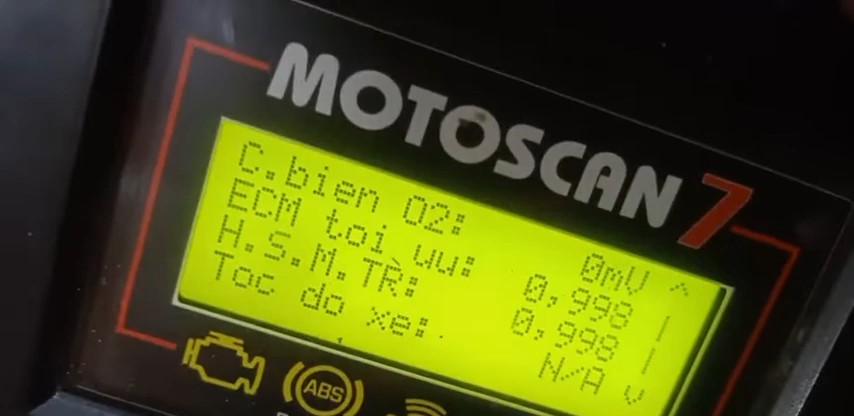 MOTOSCAN 7
C.bien O2: 0mV ^
ECM toi uu: 0,998 |
H.S.M.TR̀: 0,998 |
Toc do xe: N/A v
ABS